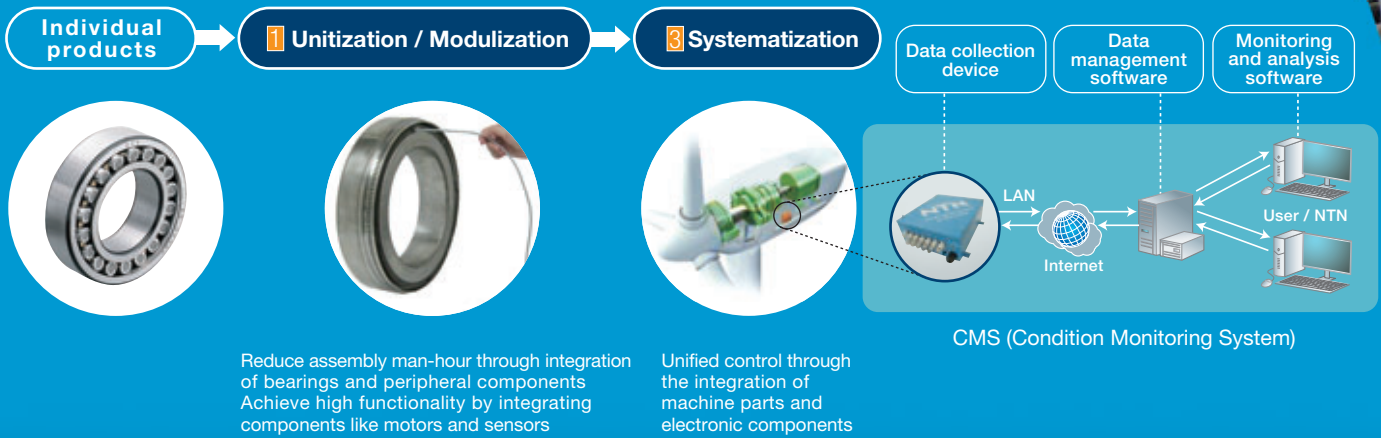 Individual
products
1 Unitization / Modulization
3 Systematization
Data collection
device
Data
management
software
Monitoring
and analysis
software
NTN
LAN
Internet
User / NTN
CMS (Condition Monitoring System)
Reduce assembly man-hour through integration
of bearings and peripheral components
Achieve high functionality by integrating
components like motors and sensors
Unified control through
the integration of
machine parts and
electronic components